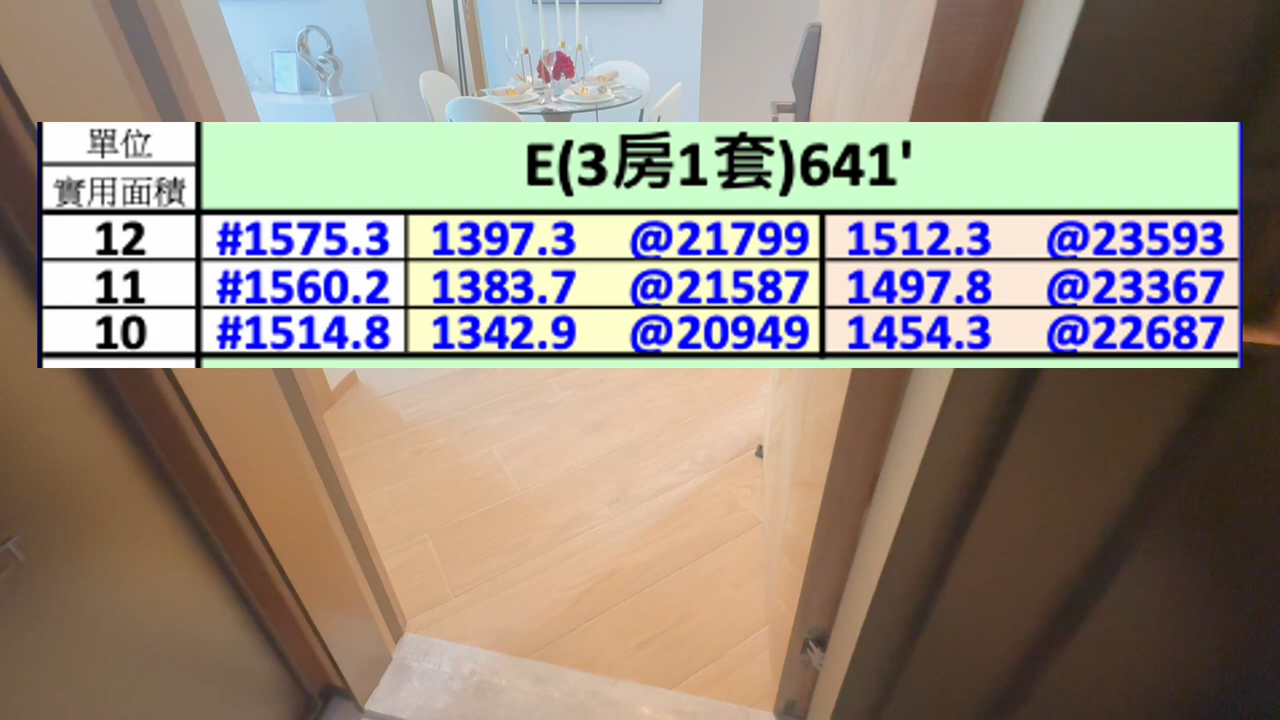 單位
實用面積
E(3房1套)641'
12 #1575.3 1397.3 @21799 1512.3 @23593
11 #1560.2 1383.7 @21587 1497.8 @23367
10 #1514.8 1342.9 @20949 1454.3 @22687